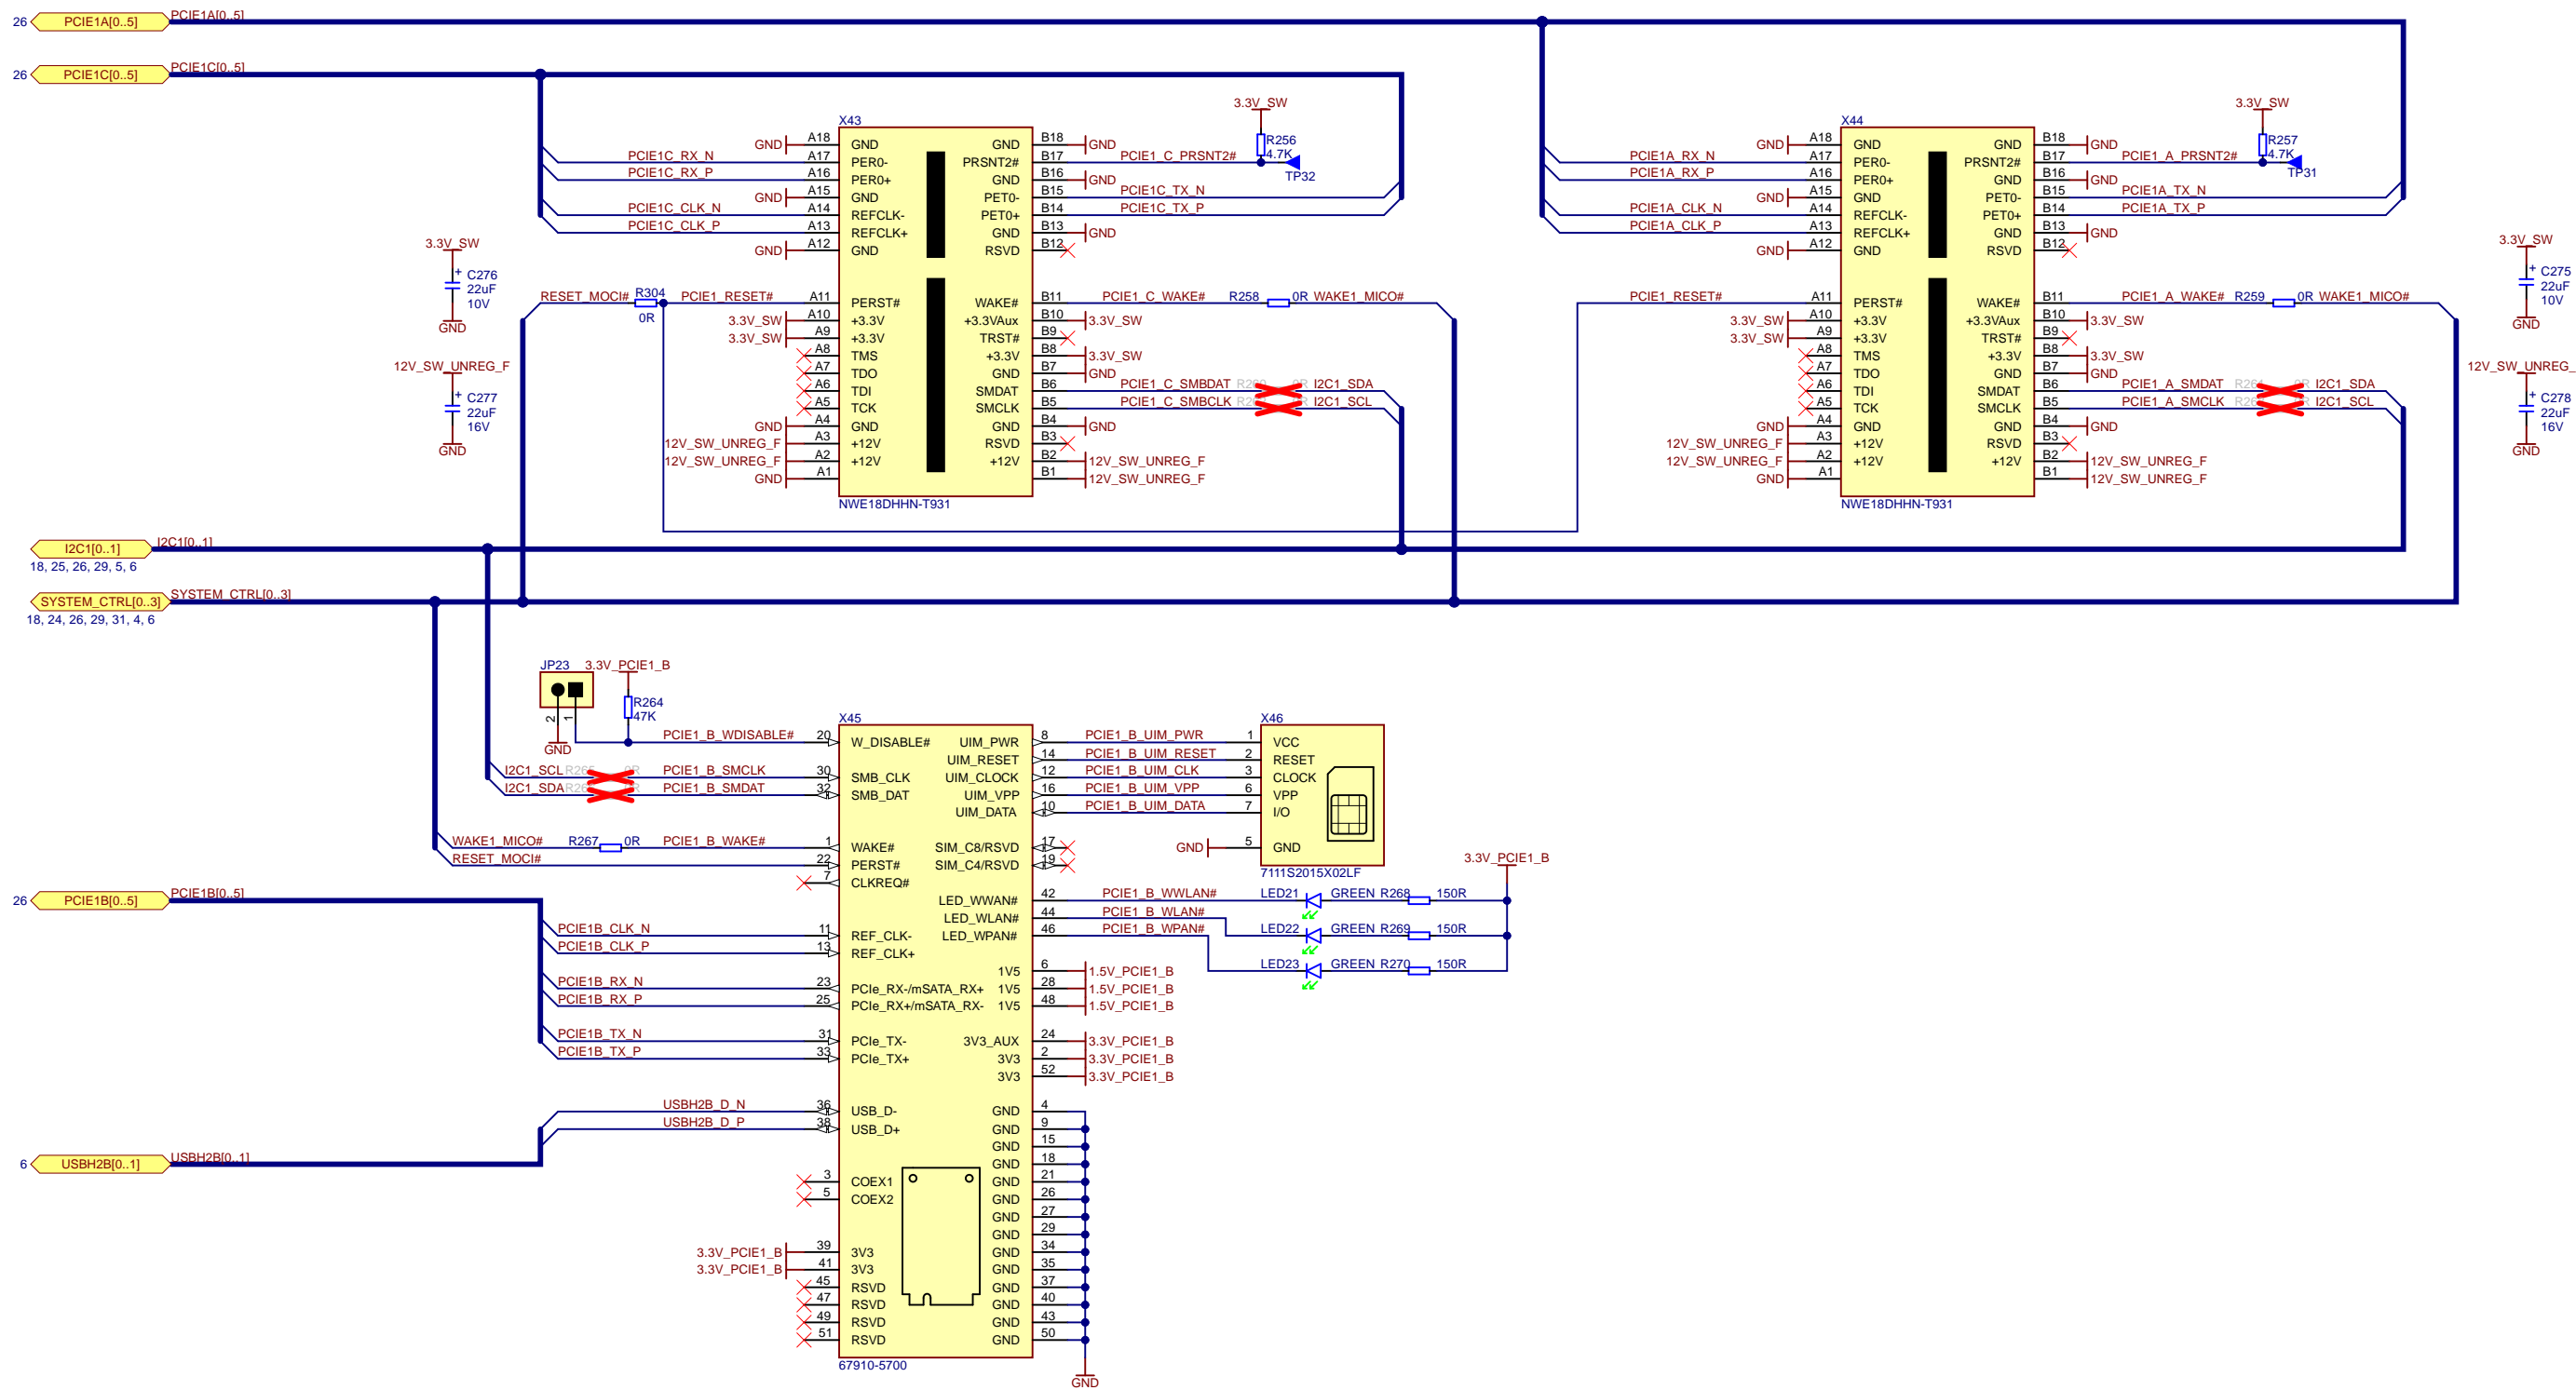 26 PCIE1A[0..5] PCIE1A[0..5]
26 PCIE1C[0..5] PCIE1C[0..5]
3.3V_SW
C276
22uF
10V
GND
12V_SW_UNREG_F
C277
22uF
16V
GND
X43
GND A18 GND
PCIE1C_RX_N A17 PER0-
PCIE1C_RX_P A16 PER0+
GND A15 GND
PCIE1C_CLK_N A14 REFCLK-
PCIE1C_CLK_P A13 REFCLK+
GND A12 GND
RESET_MOCI# R304 0R PCIE1_RESET# A11 PERST#
3.3V_SW A10 +3.3V
3.3V_SW A9 +3.3V
A8 TMS
A7 TDO
A6 TDI
A5 TCK
GND A4 GND
12V_SW_UNREG_F A3 +12V
12V_SW_UNREG_F A2 +12V
GND A1
GND B18 GND
PRSNT2# B17 PCIE1_C_PRSNT2#
3.3V_SW
R256
4.7K
TP32
GND B16 GND
PET0- B15 PCIE1C_TX_N
PET0+ B14 PCIE1C_TX_P
GND B13 GND
RSVD B12
WAKE# B11 PCIE1_C_WAKE# R258 0R WAKE1_MICO#
+3.3VAux B10 3.3V_SW
TRST# B9
+3.3V B8 3.3V_SW
GND B7 GND
SMDAT B6 PCIE1_C_SMBDAT I2C1_SDA
SMCLK B5 PCIE1_C_SMBCLK I2C1_SCL
GND B4 GND
RSVD B3
+12V B2 12V_SW_UNREG_F
B1 12V_SW_UNREG_F
NWE18DHHN-T931
X44
GND A18 GND
PCIE1A_RX_N A17 PER0-
PCIE1A_RX_P A16 PER0+
GND A15 GND
PCIE1A_CLK_N A14 REFCLK-
PCIE1A_CLK_P A13 REFCLK+
GND A12 GND
PCIE1_RESET# A11 PERST#
3.3V_SW A10 +3.3V
3.3V_SW A9 +3.3V
A8 TMS
A7 TDO
A6 TDI
A5 TCK
GND A4 GND
12V_SW_UNREG_F A3 +12V
12V_SW_UNREG_F A2 +12V
GND A1
GND B18 GND
PRSNT2# B17 PCIE1_A_PRSNT2#
3.3V_SW
R257
4.7K
TP31
GND B16 GND
PET0- B15 PCIE1A_TX_N
PET0+ B14 PCIE1A_TX_P
GND B13 GND
RSVD B12
WAKE# B11 PCIE1_A_WAKE# R259 0R WAKE1_MICO#
+3.3VAux B10 3.3V_SW
TRST# B9
+3.3V B8 3.3V_SW
GND B7 GND
SMDAT B6 PCIE1_A_SMDAT I2C1_SDA
SMCLK B5 PCIE1_A_SMCLK I2C1_SCL
GND B4 GND
RSVD B3
+12V B2 12V_SW_UNREG_F
B1 12V_SW_UNREG_F
NWE18DHHN-T931
3.3V_SW
C275
22uF
10V
GND
12V_SW_UNREG_
C278
22uF
16V
GND
I2C1[0..1] I2C1[0..1]
18, 25, 26, 29, 5, 6
SYSTEM_CTRL[0..3] SYSTEM_CTRL[0..3]
18, 24, 26, 29, 31, 4, 6
JP23 3.3V_PCIE1_B
2 1
GND
R264
47K
X45
PCIE1_B_WDISABLE# 20 W_DISABLE#
I2C1_SCL PCIE1_B_SMCLK 30 SMB_CLK
I2C1_SDA PCIE1_B_SMDAT 32 SMB_DAT
WAKE1_MICO# R267 0R PCIE1_B_WAKE# 1 WAKE#
RESET_MOCI# 22 PERST#
7 CLKREQ#
26 PCIE1B[0..5] PCIE1B[0..5]
PCIE1B_CLK_N 11 REF_CLK-
PCIE1B_CLK_P 13 REF_CLK+
PCIE1B_RX_N 23 PCIe_RX-/mSATA_RX+
PCIE1B_RX_P 25 PCIe_RX+/mSATA_RX-
PCIE1B_TX_N 31 PCIe_TX-
PCIE1B_TX_P 33 PCIe_TX+
USBH2B_D_N 36 USB_D-
USBH2B_D_P 38 USB_D+
6 USBH2B[0..1] USBH2B[0..1]
3 COEX1
5 COEX2
3.3V_PCIE1_B 39 3V3
3.3V_PCIE1_B 41 3V3
45 RSVD
47 RSVD
49 RSVD
51 RSVD
67910-5700
UIM_PWR 8 PCIE1_B_UIM_PWR
UIM_RESET 14 PCIE1_B_UIM_RESET
UIM_CLOCK 12 PCIE1_B_UIM_CLK
UIM_VPP 16 PCIE1_B_UIM_VPP
UIM_DATA 10 PCIE1_B_UIM_DATA
SIM_C8/RSVD 17
SIM_C4/RSVD 19
X46
1 VCC
2 RESET
3 CLOCK
6 VPP
7 I/O
GND 5 GND
7111S2015X02LF
3.3V_PCIE1_B
LED_WWAN# 42 PCIE1_B_WWLAN# LED21 GREEN R268 150R
LED_WLAN# 44 PCIE1_B_WLAN# LED22 GREEN R269 150R
LED_WPAN# 46 PCIE1_B_WPAN# LED23 GREEN R270 150R
1V5 6 1.5V_PCIE1_B
1V5 28 1.5V_PCIE1_B
1V5 48 1.5V_PCIE1_B
3V3_AUX 24 3.3V_PCIE1_B
3V3 2 3.3V_PCIE1_B
3V3 52 3.3V_PCIE1_B
GND 4
GND 9
GND 15
GND 18
GND 21
GND 26
GND 27
GND 29
GND 34
GND 35
GND 37
GND 40
GND 43
GND 50
GND